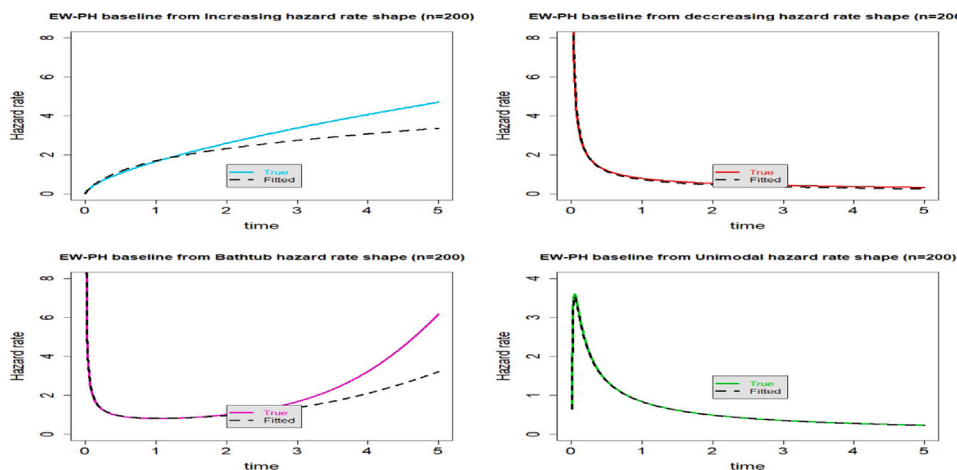 EW-PH baseline from Increasing hazard rate shape (n=200)
Hazard rate
0 2 4 6 8
True
Fitted
0 1 2 3 4 5
time
EW-PH baseline from deccreasing hazard rate shape (n=200
Hazard rate
0 2 4 6 8
True
Fitted
0 1 2 3 4 5
time
EW-PH baseline from Bathtub hazard rate shape (n=200)
Hazard rate
0 2 4 6 8
True
Fitted
0 1 2 3 4 5
time
EW-PH baseline from Unimodal hazard rate shape (n=200)
Hazard rate
0 1 2 3 4
True
Fitted
0 1 2 3 4 5
time